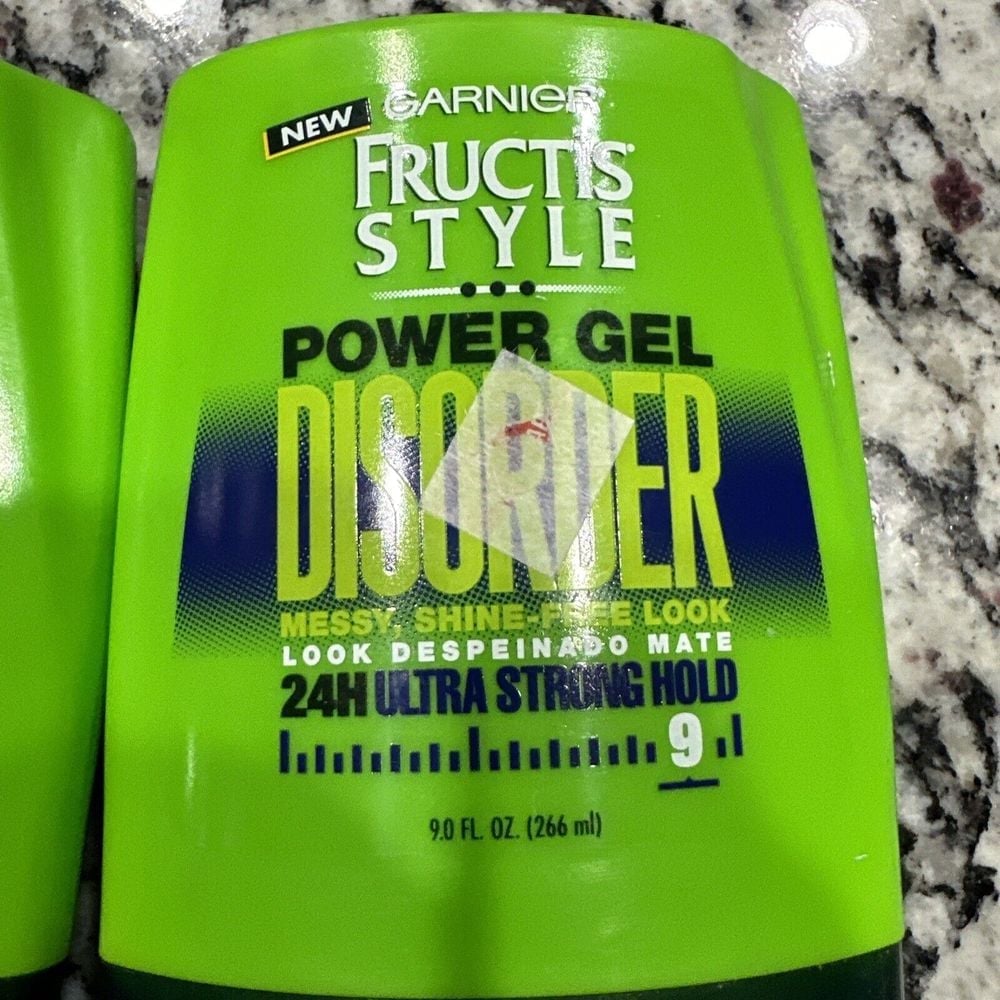 NEW
GARNIER
FRUCTIS
STYLE
POWER GEL
DISORDER
MESSY, SHINE-FREE LOOK
LOOK DESPEINADO MATE
24H ULTRA STRONG HOLD
9
9.0 FL. OZ. (266 ml)